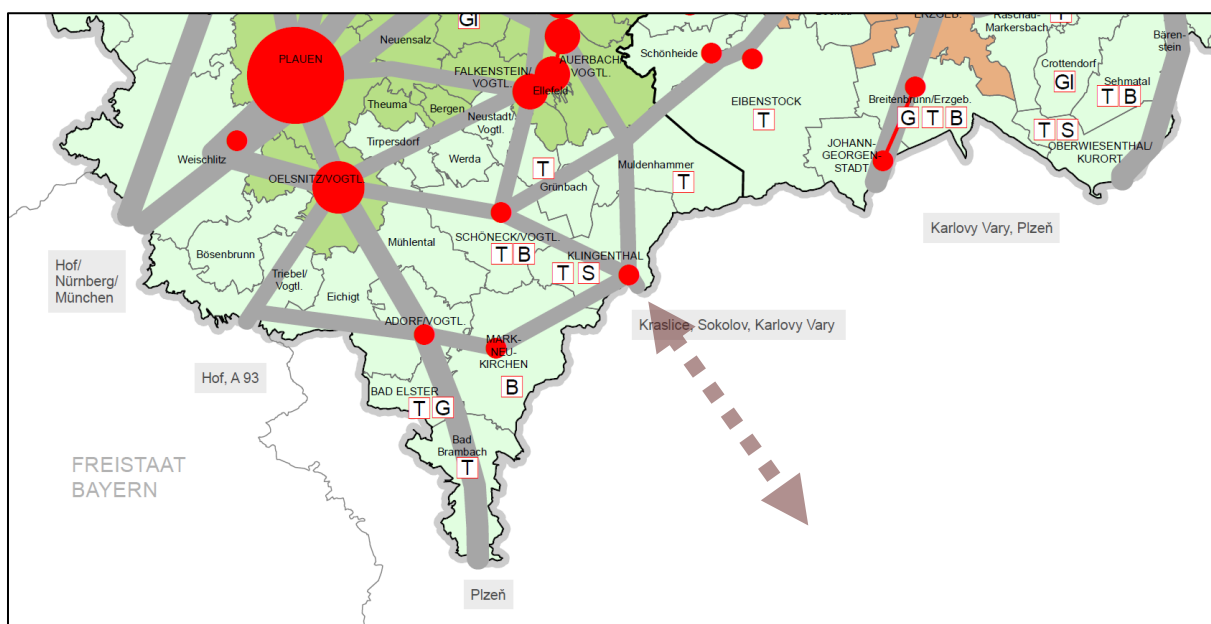 GI
Neuensalz
PLAUEN
FALKENSTEIN/
VOGTL.
AUERBACH/
VOGTL.
Ellefeld
Schönheide
ERZGEB.
Raschau-
Markersbach
T
Bären-
stein
Crottendorf
GI
Sehmatal
T B
Theuma
Bergen
Neustadt/
Vogtl.
EIBENSTOCK
T
Breitenbrunn/Erzgeb.
G T B
T S
OBERWIESENTHAL/
KURORT
Tirpersdorf
Weischlitz
Werda
JOHANN-
GEORGEN-
STADT
OELSNITZ/VOGTL.
T
Grünbach
Muldenhammer
T
Karlovy Vary, Plzeň
Mühlental
SCHÖNECK/VOGTL.
T B
KLINGENTHAL
T S
Bösenbrunn
Hof/
Nürnberg/
München
Triebel/
Vogtl.
Eichigt
ADORF/VOGTL.
Kraslice, Sokolov, Karlovy Vary
MARK-
NEU-
KIRCHEN
B
Hof, A 93
BAD ELSTER
T G
Bad
Brambach
T
FREISTAAT
BAYERN
Plzeň